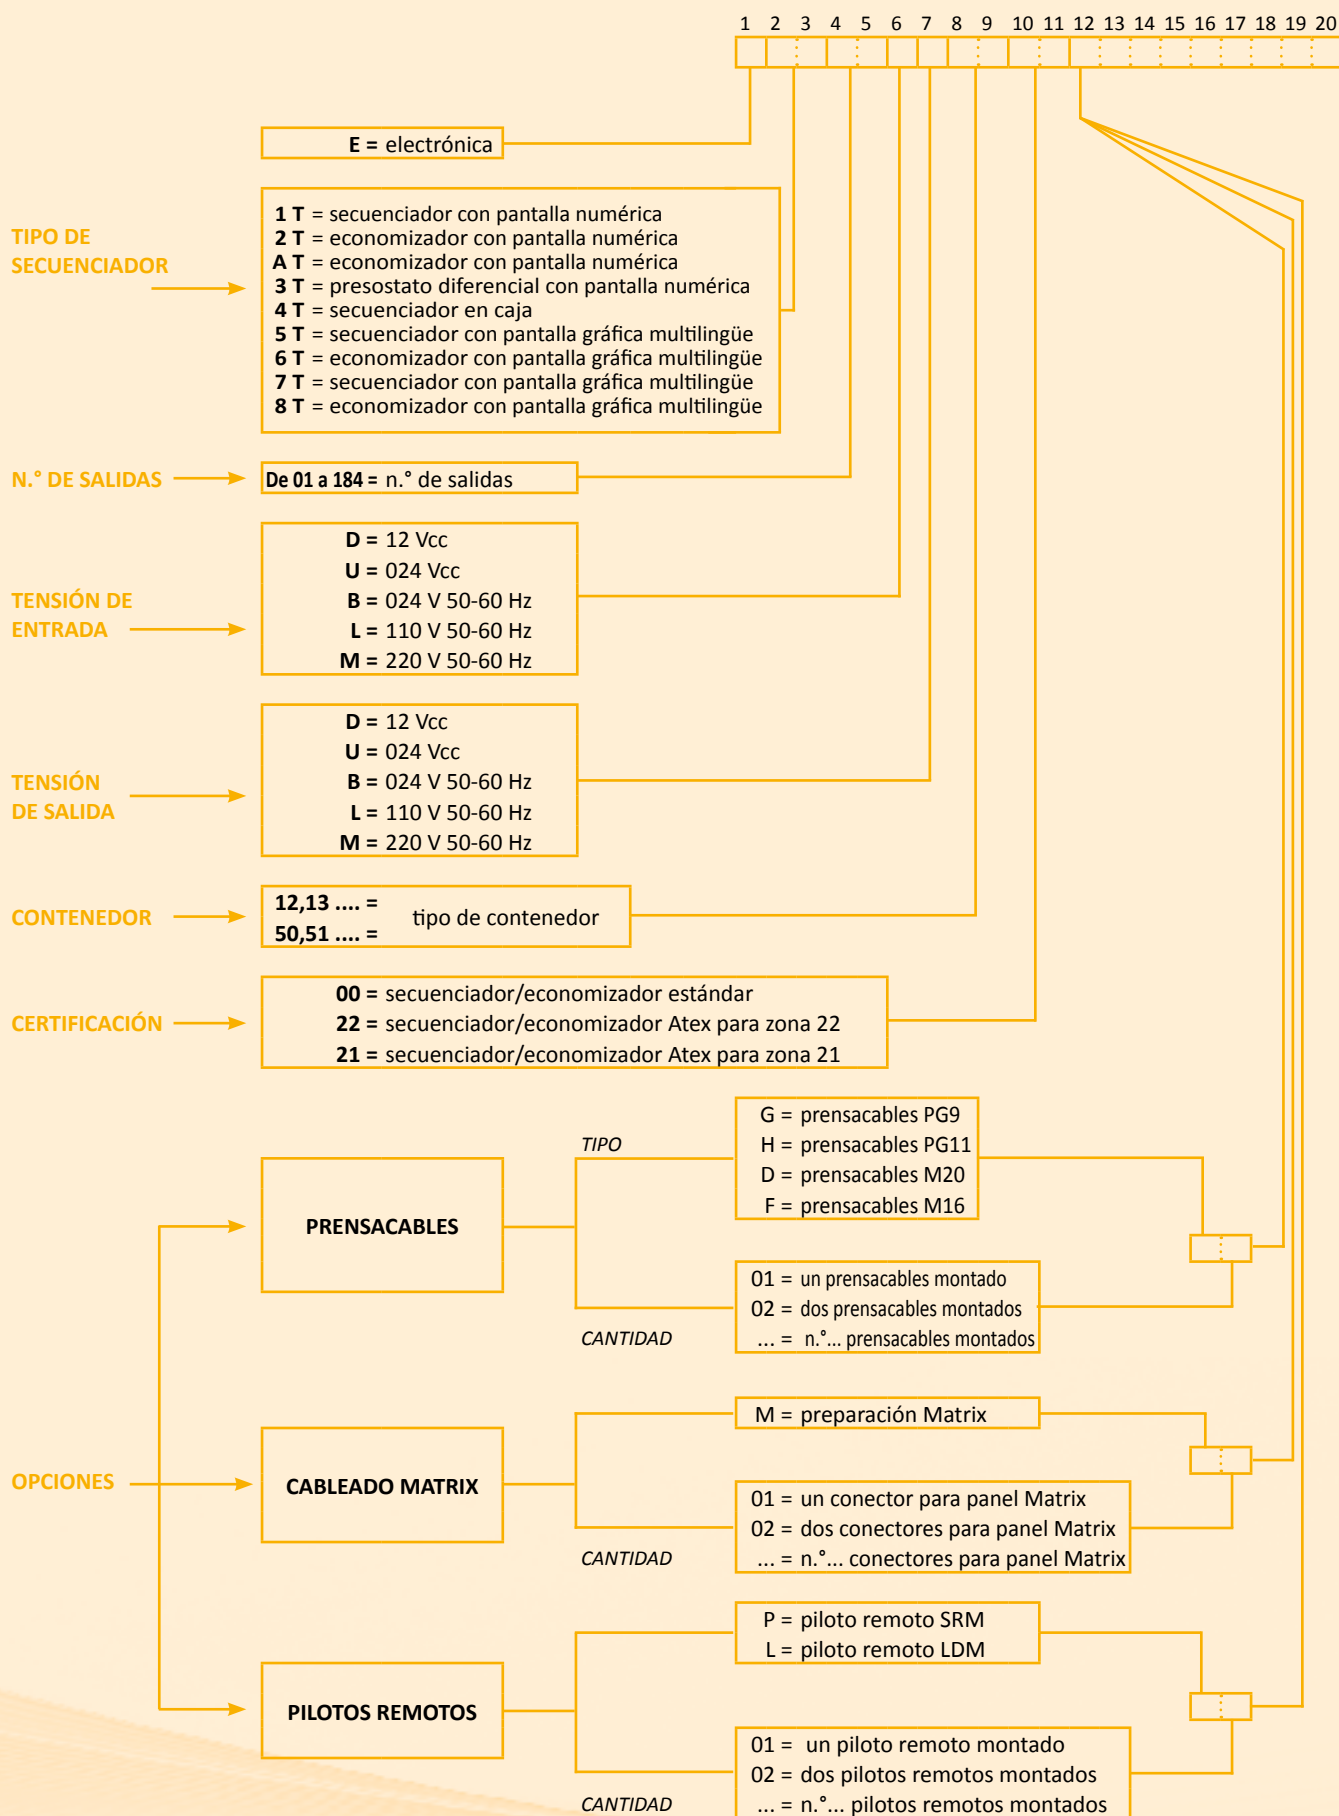 1 2 3 4 5 6 7 8 9 10 11 12 13 14 15 16 17 18 19 20
E = electrónica
TIPO DE
SECUENCIADOR
1 T = secuenciador con pantalla numérica
2 T = economizador con pantalla numérica
A T = economizador con pantalla numérica
3 T = presostato diferencial con pantalla numérica
4 T = secuenciador en caja
5 T = secuenciador con pantalla gráfica multilingüe
6 T = economizador con pantalla gráfica multilingüe
7 T = secuenciador con pantalla gráfica multilingüe
8 T = economizador con pantalla gráfica multilingüe
N.° DE SALIDAS
De 01 a 184 = n.° de salidas
TENSIÓN DE
ENTRADA
D = 12 Vcc
U = 024 Vcc
B = 024 V 50-60 Hz
L = 110 V 50-60 Hz
M = 220 V 50-60 Hz
TENSIÓN
DE SALIDA
D = 12 Vcc
U = 024 Vcc
B = 024 V 50-60 Hz
L = 110 V 50-60 Hz
M = 220 V 50-60 Hz
CONTENEDOR
12,13 .... =
50,51 .... =
tipo de contenedor
CERTIFICACIÓN
00 = secuenciador/economizador estándar
22 = secuenciador/economizador Atex para zona 22
21 = secuenciador/economizador Atex para zona 21
OPCIONES
PRENSACABLES
TIPO
G = prensacables PG9
H = prensacables PG11
D = prensacables M20
F = prensacables M16
CANTIDAD
01 = un prensacables montado
02 = dos prensacables montados
... = n.°... prensacables montados
CABLEADO MATRIX
M = preparación Matrix
CANTIDAD
01 = un conector para panel Matrix
02 = dos conectores para panel Matrix
... = n.°... conectores para panel Matrix
PILOTOS REMOTOS
P = piloto remoto SRM
L = piloto remoto LDM
CANTIDAD
01 = un piloto remoto montado
02 = dos pilotos remotos montados
... = n.°... pilotos remotos montados